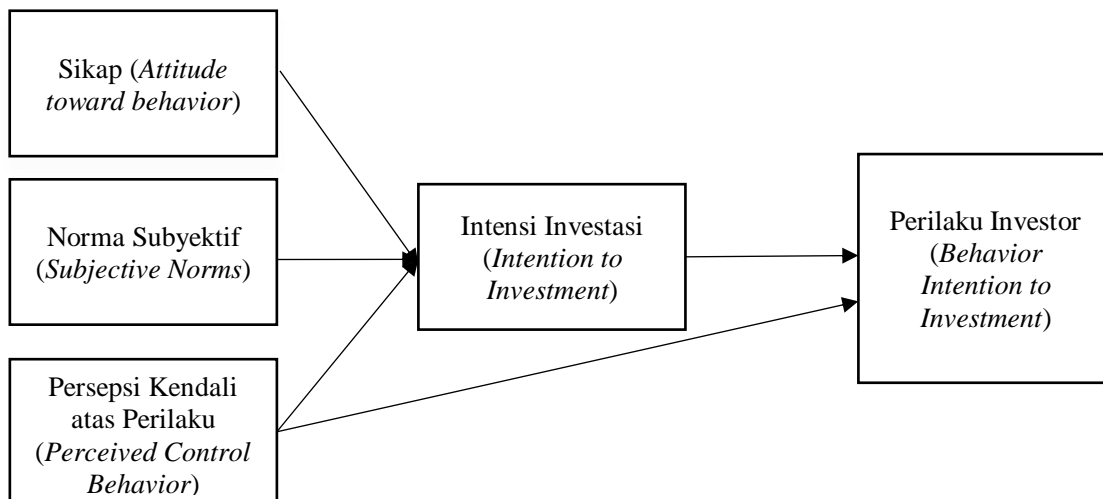 Sikap (Attitude
toward behavior)
Norma Subyektif
(Subjective Norms)
Persepsi Kendali
atas Perilaku
(Perceived Control
Behavior)
Intensi Investasi
(Intention to
Investment)
Perilaku Investor
(Behavior
Intention to
Investment)